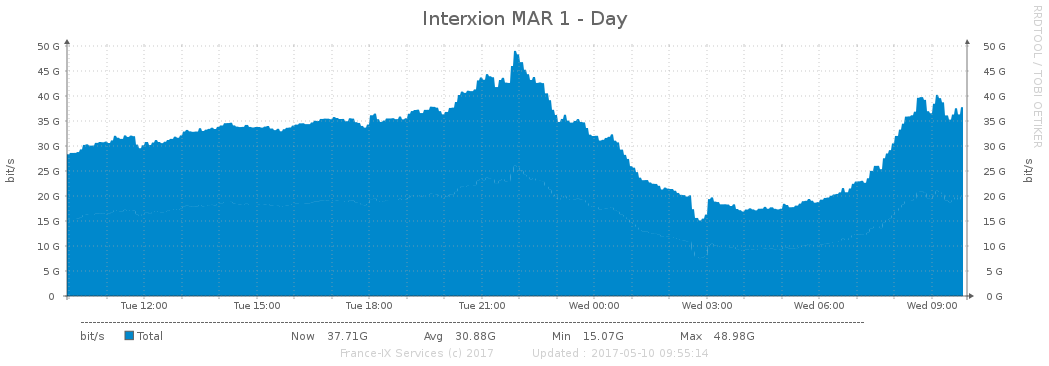 Interxion MAR 1 - Day
RRDTOOL / TOBI OETIKER
bit/s
50 G 50 G
45 G 45 G
40 G 40 G
35 G 35 G
30 G 30 G
25 G 25 G
20 G 20 G
15 G 15 G
10 G 10 G
5 G 5 G
0 0 G
bit/s
Tue 12:00 Tue 15:00 Tue 18:00 Tue 21:00 Wed 00:00 Wed 03:00 Wed 06:00 Wed 09:00
bit/s Total Now 37.71G Avg 30.88G Min 15.07G Max 48.98G
France-IX Services (c) 2017 Updated : 2017-05-10 09:55:14